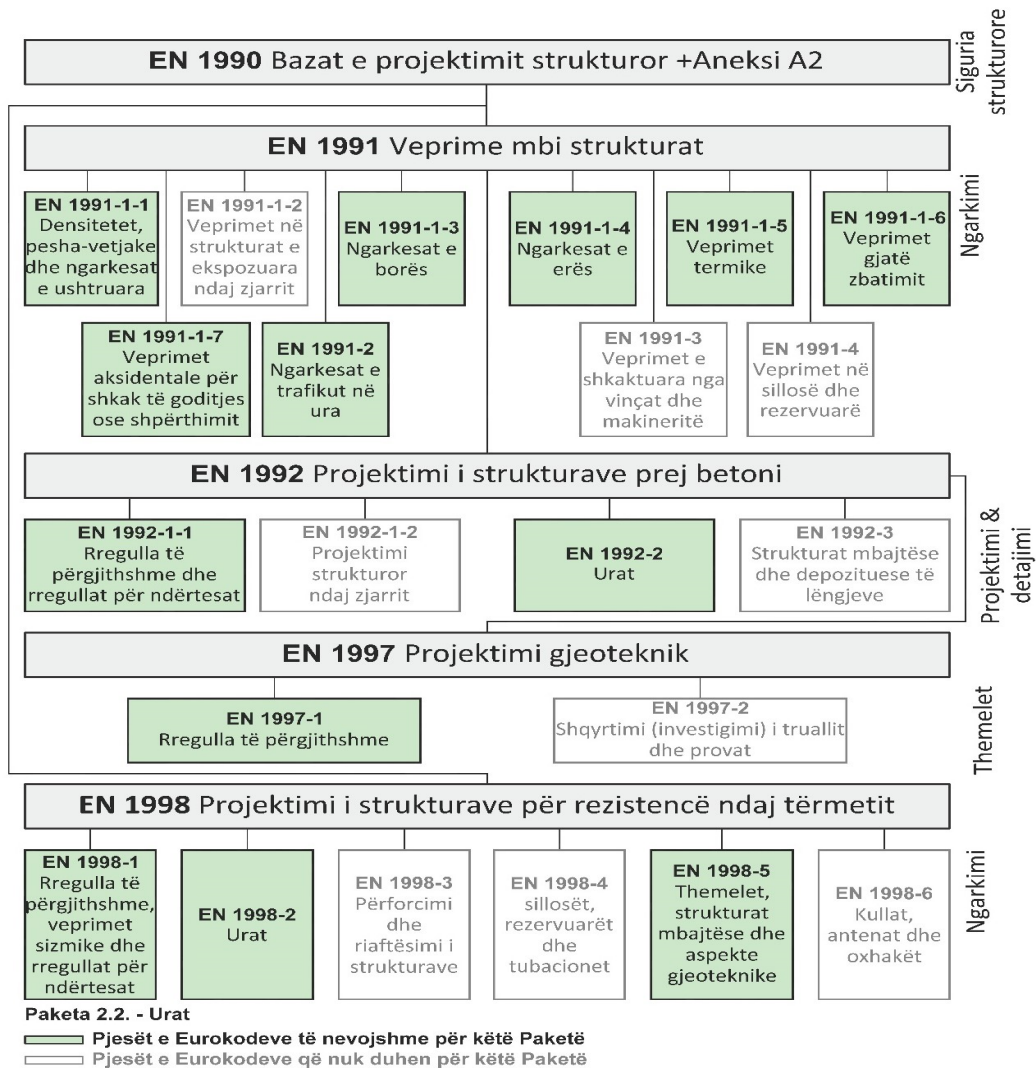 EN 1990 Bazat e projektimit strukturor +Aneksi A2
Siguria
strukturore
EN 1991 Veprime mbi strukturat
Ngarkimi
EN 1991-1-1
Densitetet,
pesha-vetjake
dhe ngarkesat
e ushtruara
EN 1991-1-2
Veprimet në
strukturat e
ekspozuara
ndaj zjarrit
EN 1991-1-3
Ngarkesat e
borës
EN 1991-1-4
Ngarkesat e
erës
EN 1991-1-5
Veprimet
termike
EN 1991-1-6
Veprimet
gjatë
zbatimit
EN 1991-1-7
Veprimet
aksidentale për
shkak të goditjes
ose shpërthimit
EN 1991-2
Ngarkesat e
trafikut në
ura
EN 1991-3
Veprimet e
shkaktuara nga
vinçat dhe
makineritë
EN 1991-4
Veprimet në
sillosë dhe
rezervuarë
EN 1992 Projektimi i strukturave prej betoni
Projektimi &
detajimi
EN 1992-1-1
Rregulla të
përgjithshme dhe
rregullat për ndërtesat
EN 1992-1-2
Projektimi
strukturor
ndaj zjarrit
EN 1992-2
Urat
EN 1992-3
Strukturat mbajtëse
dhe depozituese të
lëngjeve
EN 1997 Projektimi gjeoteknik
Themelet
EN 1997-1
Rregulla të përgjithshme
EN 1997-2
Shqyrtimi (investigimi) i truallit
dhe provat
EN 1998 Projektimi i strukturave për rezistencë ndaj tërmetit
Ngarkimi
EN 1998-1
Rregulla të
përgjithshme,
veprimet
sizmike dhe
rregullat për
ndërtesat
EN 1998-2
Urat
EN 1998-3
Përforcimi
dhe
riaftësimi i
strukturave
EN 1998-4
sillosët,
rezervuarët
dhe
tubacionet
EN 1998-5
Themelet,
strukturat
mbajtëse dhe
aspekte
gjeoteknike
EN 1998-6
Kullat,
antenat dhe
oxhakët
Paketa 2.2. - Urat
Pjesët e Eurokodeve të nevojshme për këtë Paketë
Pjesët e Eurokodeve që nuk duhen për këtë Paketë